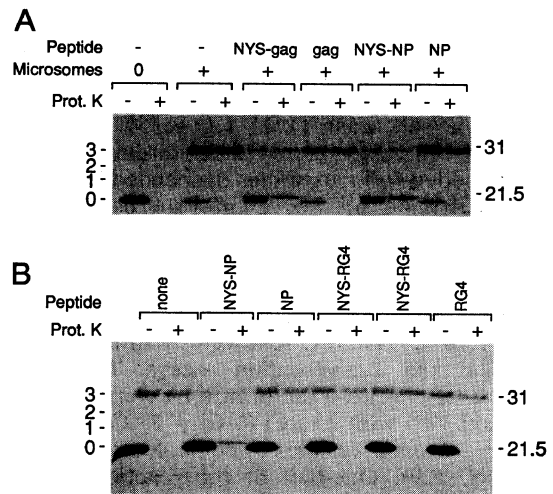 A
Peptide - - NYS-gag gag NYS-NP NP
Microsomes 0 + + + + +
Prot. K - + - + - + - + - + - +
3 - - 31
2 -
1 -
0 - - 21.5
B
Peptide none NYS-NP NP NYS-RG4 NYS-RG4 RG4
Prot. K - + - + - + - + - + - +
3 - - 31
2 -
1 -
0 - - 21.5